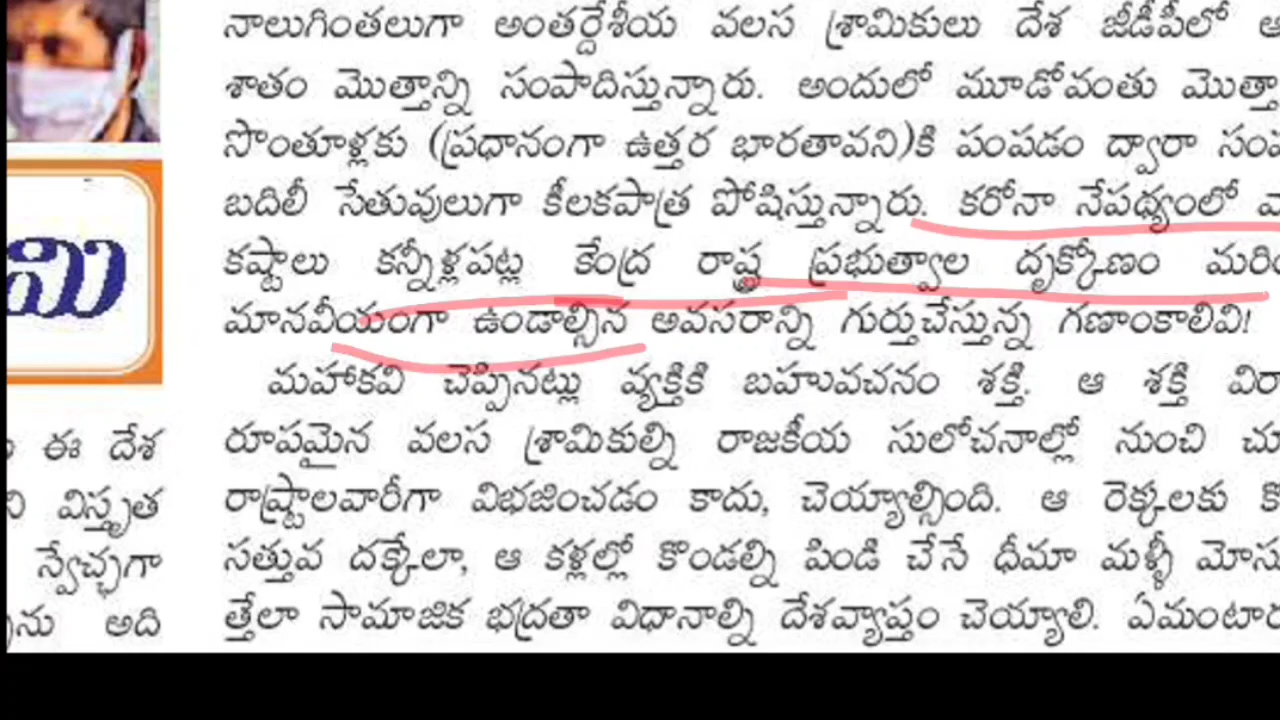 నాలుగింతలుగా అంతర్దేశీయ వలస శ్రామికులు దేశ జీడీపీలో
శాతం మొత్తాన్ని సంపాదిస్తున్నారు. అందులో మూడోవంతు
సొంతూళ్లకు (ప్రధానంగా ఉత్తర భారతావని)కి పంపడం ద్వారా
బదిలీ సేతువులుగా కీలకపాత్ర పోషిస్తున్నారు. కరోనా నేపథ్యంలో
కష్టాలు కన్నీళ్లపట్ల కేంద్ర రాష్ట్ర ప్రభుత్వాల దృక్కోణం
మానవీయంగా ఉండాల్సిన అవసరాన్ని గుర్తుచేస్తున్న గణాంకాలివి!
మహాకవి చెప్పినట్లు వ్యక్తికి బహువచనం శక్తి. ఆ శక్తి
రూపమైన వలస శ్రామికుల్ని రాజకీయ సులోచనాల్లో నుంచి
రాష్ట్రాలవారీగా విభజించడం కాదు, చెయ్యాల్సింది. ఆ రెక్కలకు
సత్తువ దక్కేలా, ఆ కళ్లల్లో కొండల్ని పిండి చేసే ధీమా మళ్ళీ
త్తేలా సామాజిక భద్రతా విధానాల్ని దేశవ్యాప్తం చెయ్యాలి.
మి
ఈ దేశ
విస్తృత
స్వేచ్ఛగా
అది